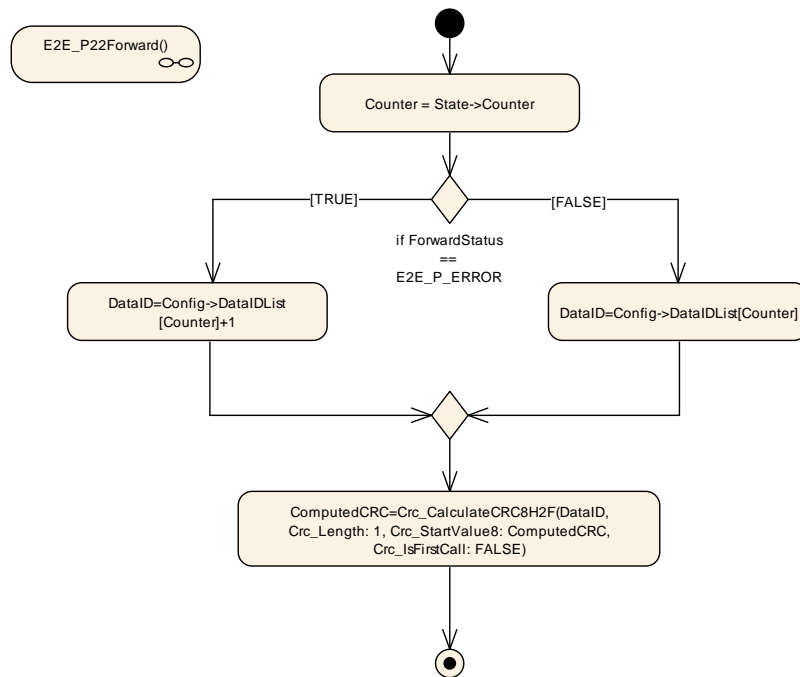 E2E_P22Forward()
Counter = State->Counter
[TRUE]
[FALSE]
if ForwardStatus
==
E2E_P_ERROR
DataID=Config->DataIDList
[Counter]+1
DataID=Config->DataIDList[Counter]
ComputedCRC=Crc_CalculateCRC8H2F(DataID,
Crc_Length: 1, Crc_StartValue8: ComputedCRC,
Crc_IsFirstCall: FALSE)